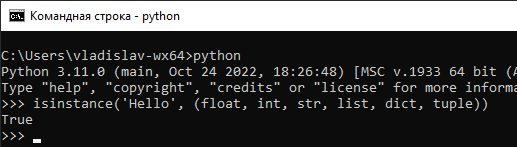 Командная строка - python
C:\Users\vladislav-wx64>python
Python 3.11.0 (main, Oct 24 2022, 18:26:48) [MSC v.1933 64 bit (A
Type "help", "copyright", "credits" or "license" for more informa
>>> isinstance('Hello', (float, int, str, list, dict, tuple))
True
>>>